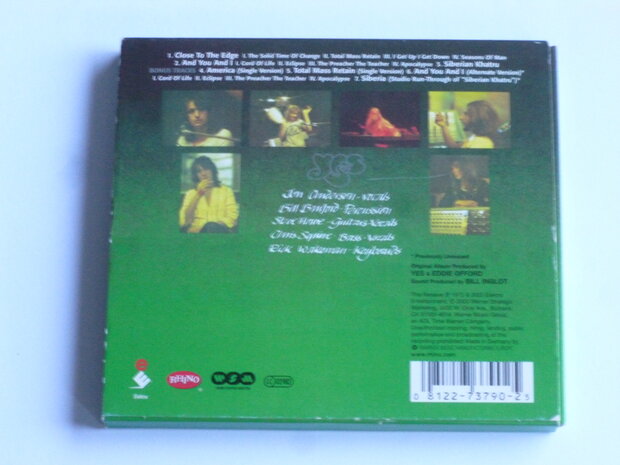 1. Close To The Edge I. The Solid Time Of Change II. Total Mass Retain III. I Get Up I Get Down IV. Seasons Of Man
2. And You And I I. Cord Of Life II. Eclipse III. The Preacher The Teacher IV. Apocalypse 3. Siberian Khatru
BONUS TRACKS 4. America (Single Version) 5. Total Mass Retain (Single Version) 6. And You And I (Alternate Version)*
I. Cord Of Life II. Eclipse III. The Preacher The Teacher IV. Apocalypse 7. Siberia (Studio Run-Through of "Siberian Khatru")*
yes
Jon Anderson-vocals
Bill Bruford-Percussion
Steve Howe-Guitars-vocals
Chris Squire Bass-vocals
Rick Wakeman-Keyboards
* Previously Unissued
Original Album Produced by
YES & EDDIE OFFORD
Sound Produced by BILL INGLOT
www.rhino.com
Elektra
RHINO
wsm
LC 02982
0 8122-73790-2 5